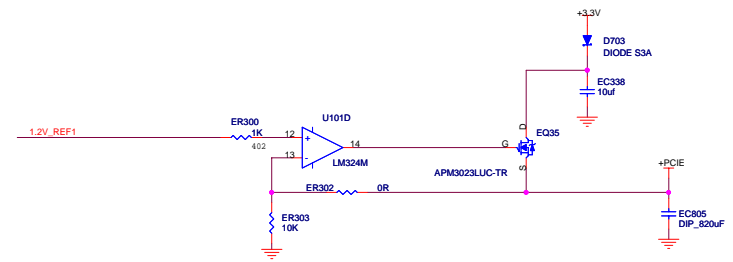 +3.3V
D703
DIODE S3A
EC338
10uf
U101D
1.2V_REF1
ER300
1K
402
12
+
14
13
-
LM324M
D
G
S
EQ35
APM3023LUC-TR
+PCIE
ER302
0R
ER303
10K
EC805
DIP_820uF